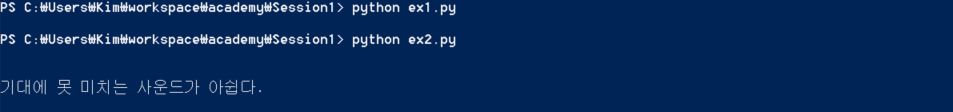 PS C:₩Users₩Kim₩workspace₩academy₩Session1> python ex1.py
PS C:₩Users₩Kim₩workspace₩academy₩Session1> python ex2.py
기대에 못 미치는 사운드가 아쉽다.